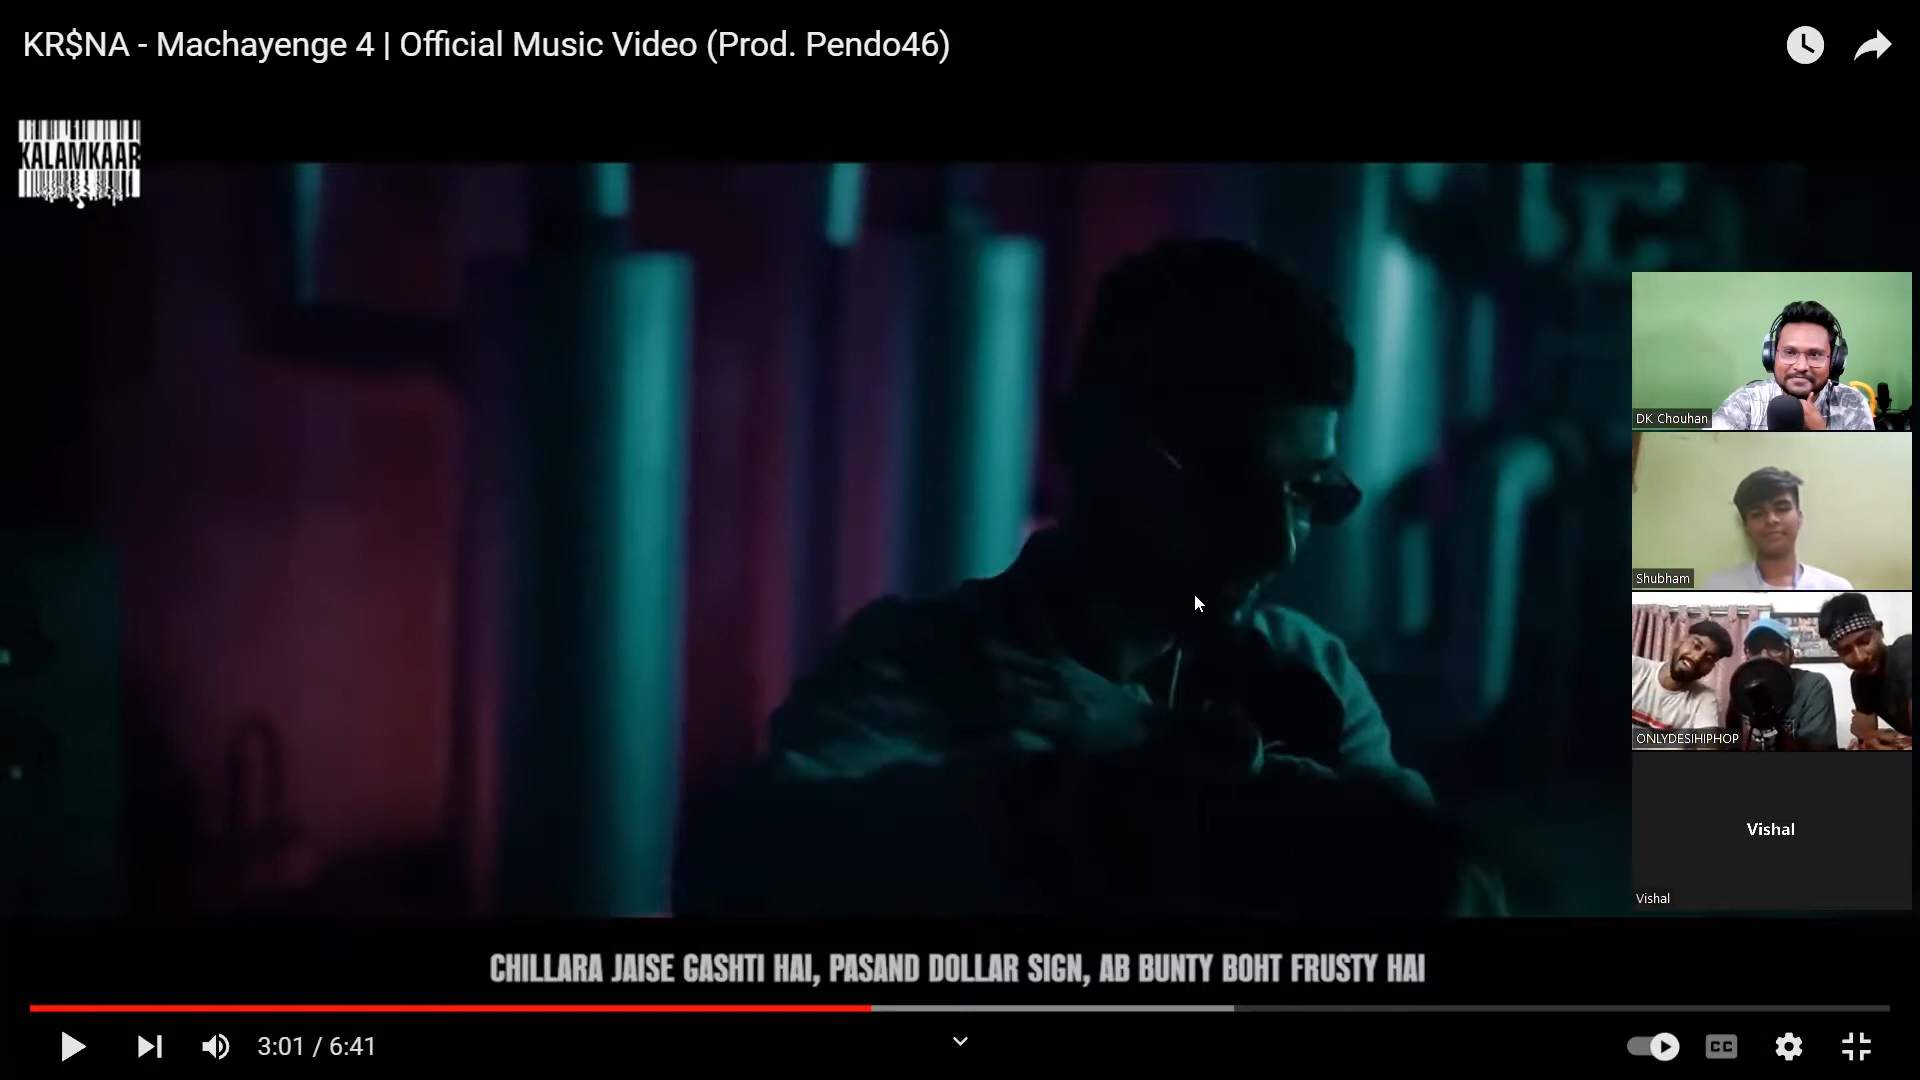 KR$NA - Machayenge 4 | Official Music Video (Prod. Pendo46)
KALAMKAAR
DK Chouhan
Shubham
ONLYDESIHIPHOP
Vishal
Vishal
CHILLARA JAISE GASHTI HAI, PASAND DOLLAR SIGN, AB BUNTY BOHT FRUSTY HAI
3:01 / 6:41
CC